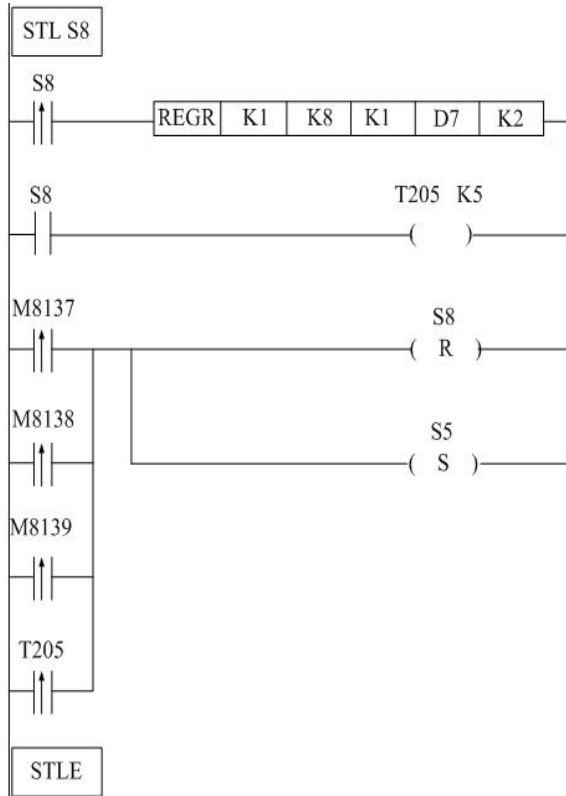 STL S8
S8
REGR K1 K8 K1 D7 K2
S8
T205 K5
M8137
S8
R
M8138
S5
S
M8139
T205
STLE